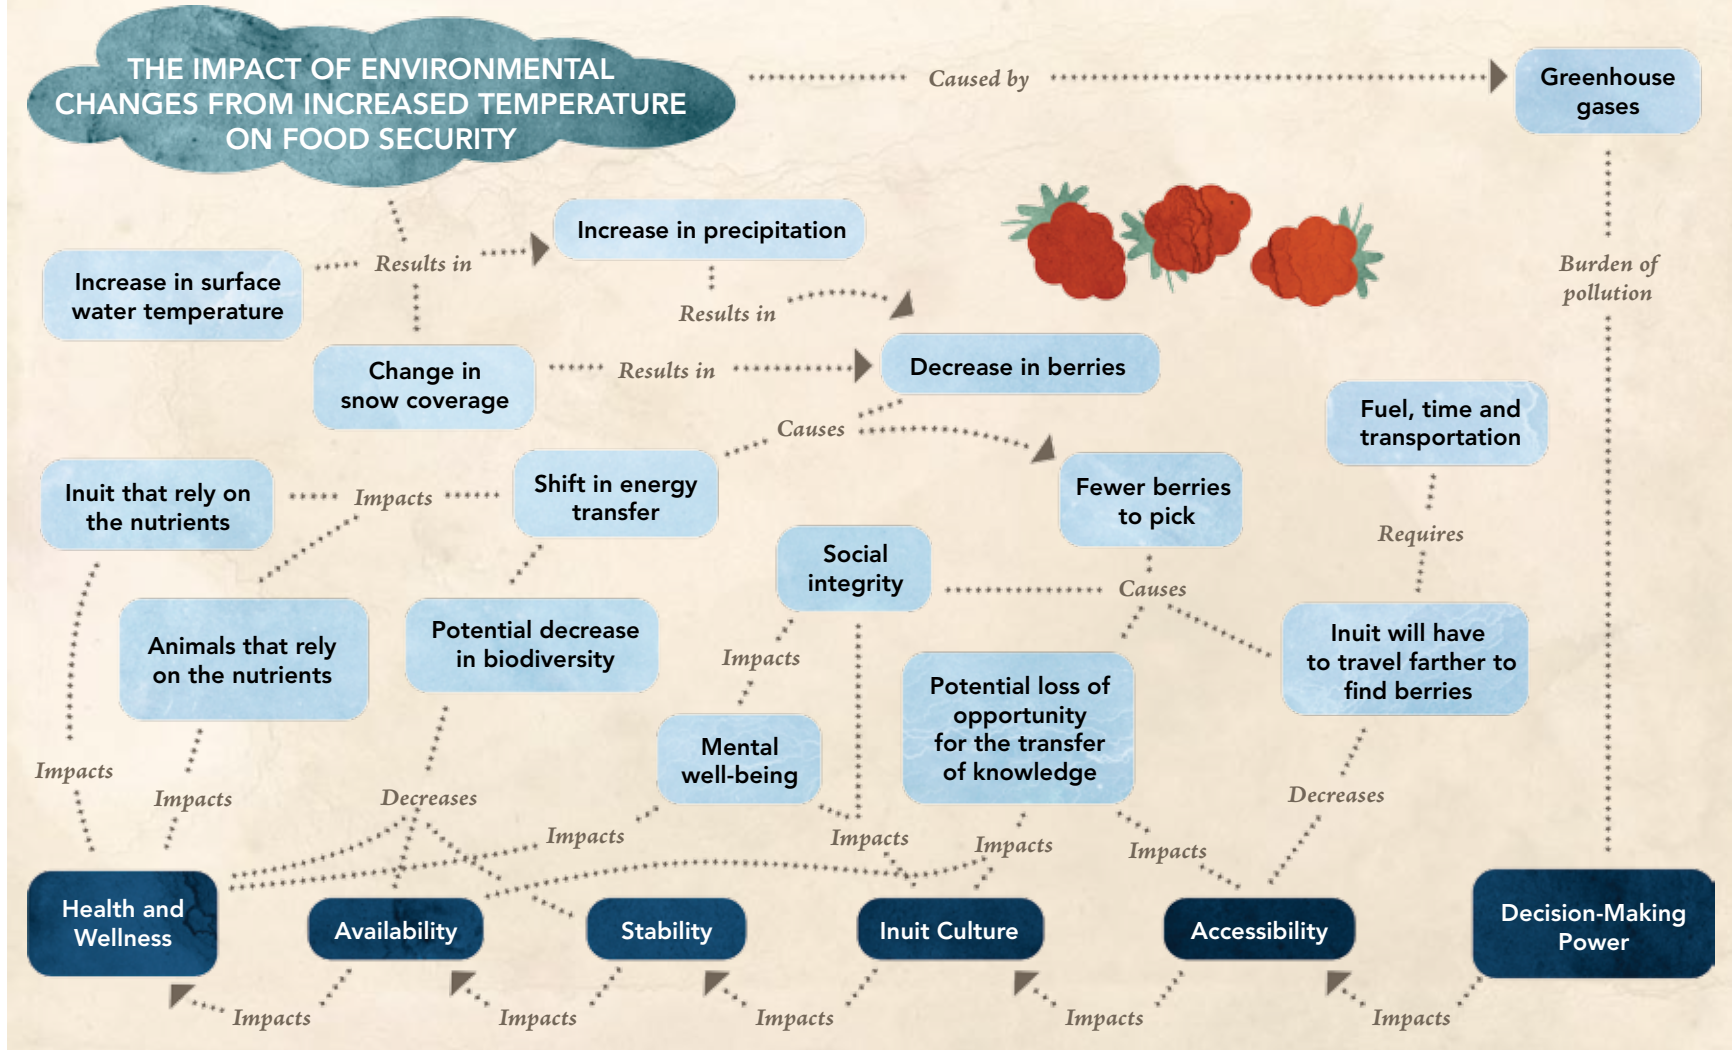 THE IMPACT OF ENVIRONMENTAL
CHANGES FROM INCREASED TEMPERATURE
ON FOOD SECURITY
Caused by
Greenhouse
gases
Increase in surface
water temperature
Results in
Increase in precipitation
Results in
Burden of
pollution
Change in
snow coverage
Results in
Decrease in berries
Causes
Fuel, time and
transportation
Inuit that rely on
the nutrients
Impacts
Shift in energy
transfer
Fewer berries
to pick
Requires
Social
integrity
Causes
Animals that rely
on the nutrients
Potential decrease
in biodiversity
Impacts
Potential loss of
opportunity
for the transfer
of knowledge
Inuit will have
to travel farther to
find berries
Mental
well-being
Impacts
Impacts
Decreases
Impacts
Impacts
Impacts
Impacts
Decreases
Health and
Wellness
Availability
Stability
Inuit Culture
Accessibility
Decision-Making
Power
Impacts
Impacts
Impacts
Impacts
Impacts